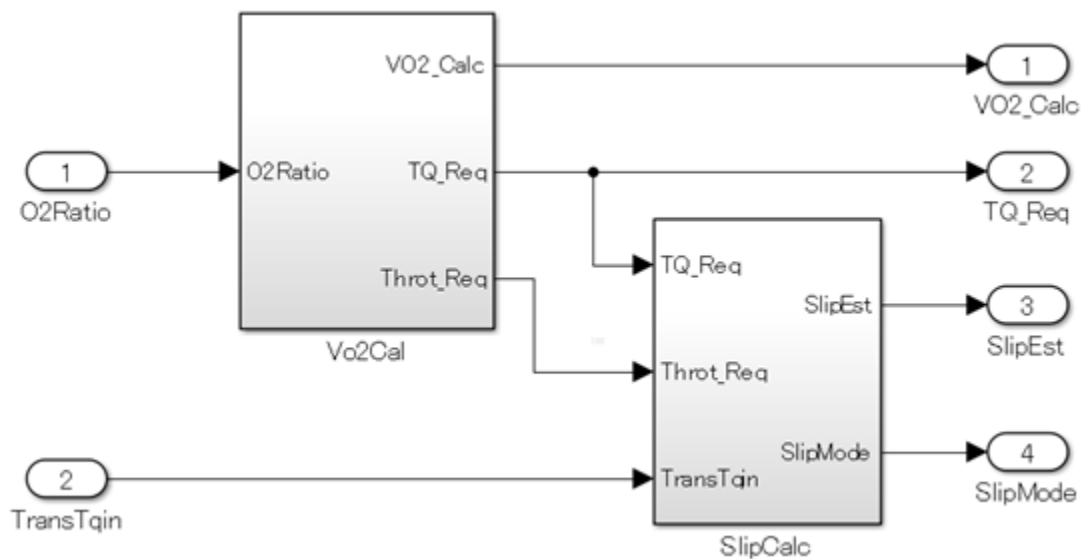 VO2_Calc
1
VO2_Calc
1
O2Ratio
O2Ratio
TQ_Req
2
TQ_Req
Throt_Req
Vo2Cal
TQ_Req
SlipEst
3
SlipEst
Throt_Req
2
TransTqin
TransTqin
SlipMode
4
SlipMode
SlipCalc